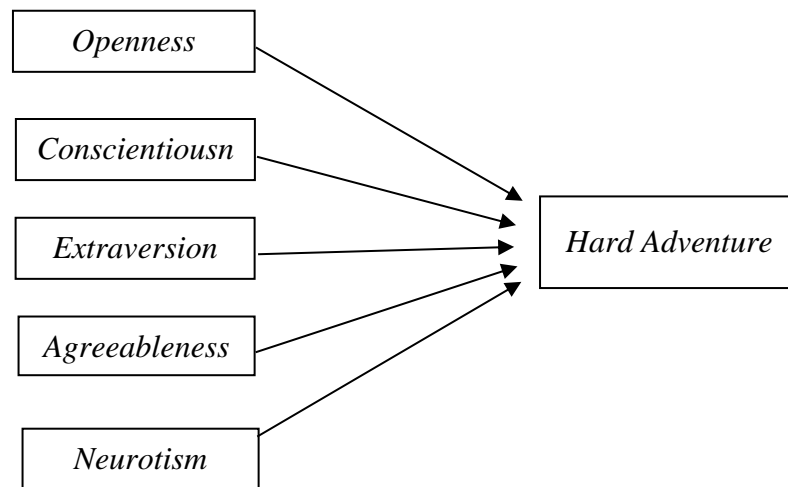 Openness
Conscientiousn
Extraversion
Hard Adventure
Agreeableness
Neurotism